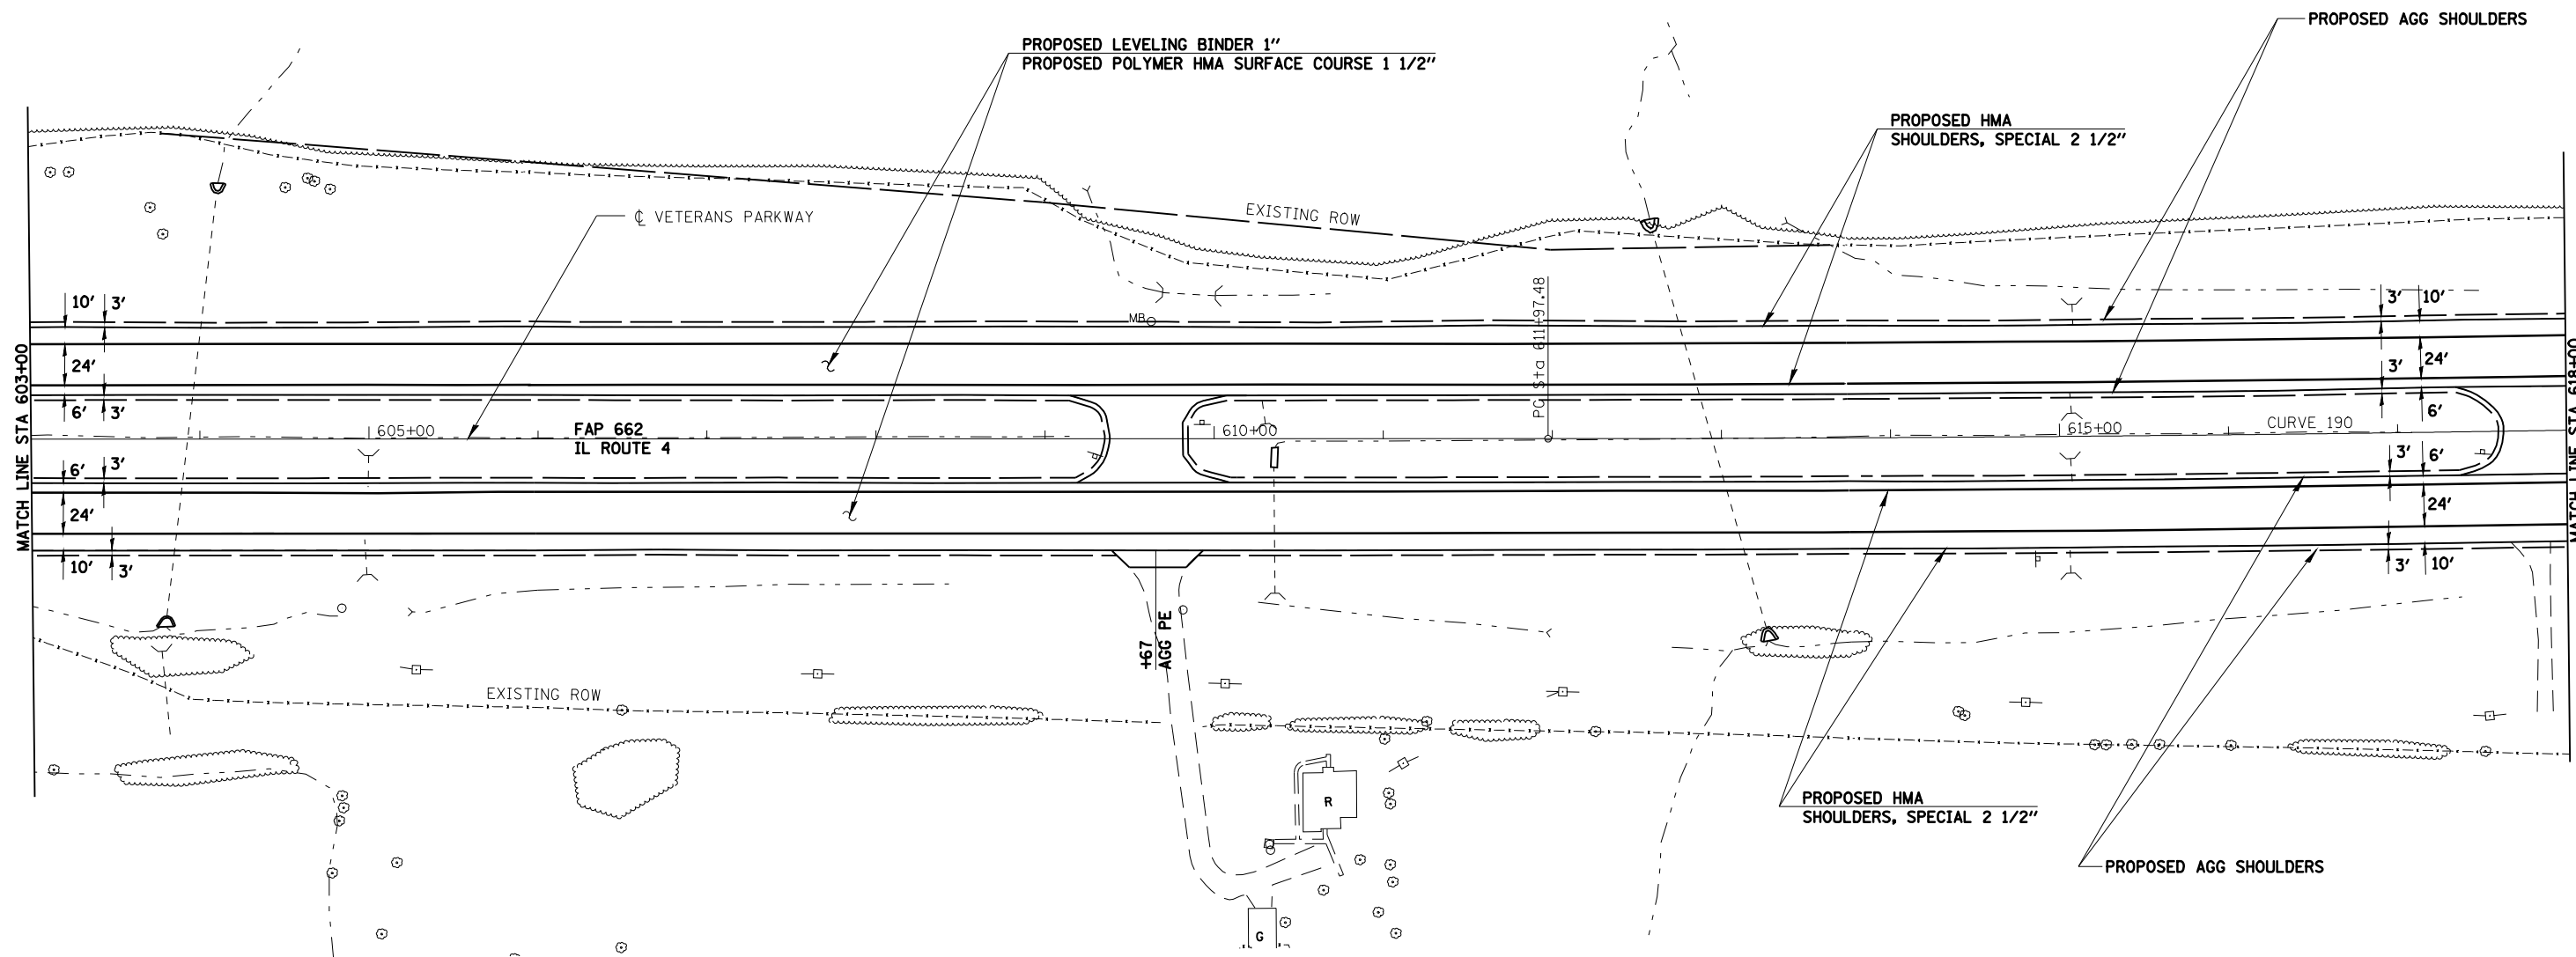 PROPOSED AGG SHOULDERS
PROPOSED LEVELING BINDER 1"
PROPOSED POLYMER HMA SURFACE COURSE 1 1/2"
PROPOSED HMA
SHOULDERS, SPECIAL 2 1/2"
℄ VETERANS PARKWAY
EXISTING ROW
10' 3'
3' 10'
MB
PC Sta 611+97.48
MATCH LINE STA 603+00
24'
3' 24'
6' 3'
6'
605+00
FAP 662
IL ROUTE 4
610+00
615+00
CURVE 190
MATCH LINE STA 618+00
6' 3'
3' 6'
24'
24'
10' 3'
3' 10'
+67
AGG PE
EXISTING ROW
R
PROPOSED HMA
SHOULDERS, SPECIAL 2 1/2"
PROPOSED AGG SHOULDERS
G